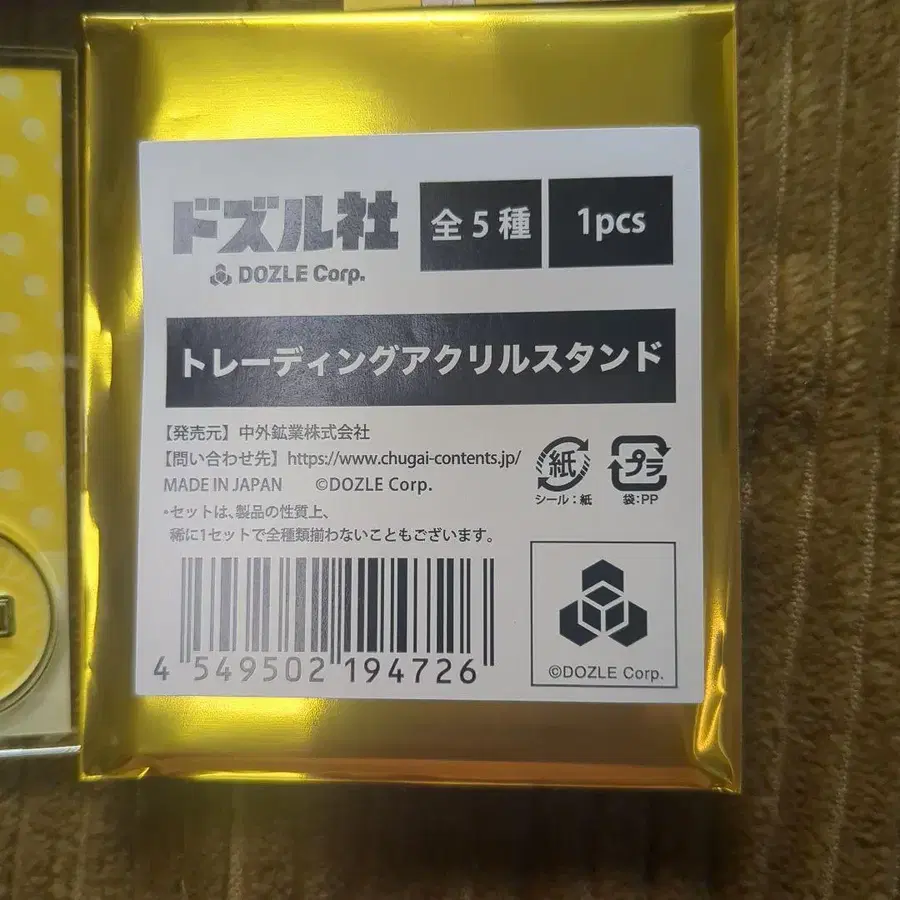 ドズル社
DOZLE Corp.
全5種
1pcs
トレーディングアクリルスタンド
【発売元】中外鉱業株式会社
【問い合わせ先】https://www.chugai-contents.jp/
MADE IN JAPAN ©DOZLE Corp.
紙
シール:紙
プラ
袋:PP
*セットは、製品の性質上、
稀に1セットで全種類揃わないこともございます。
4 549502 194726
©DOZLE Corp.